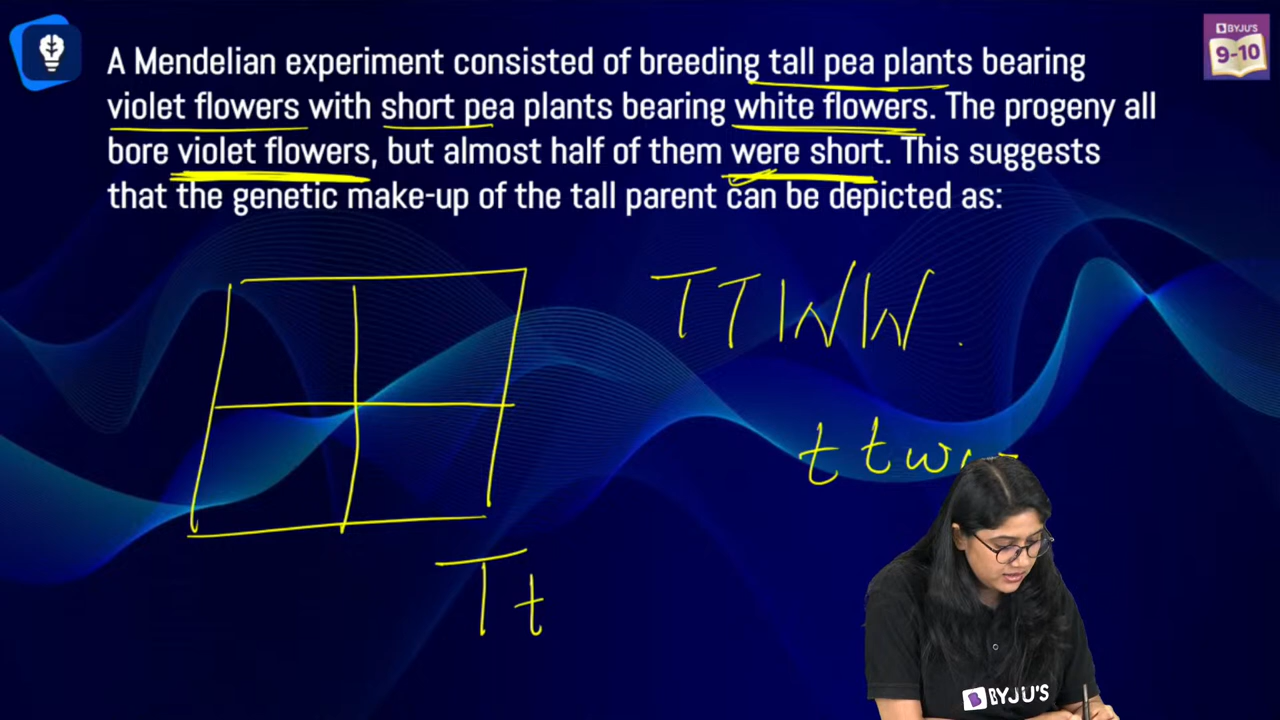 BYJU'S
9-10
A Mendelian experiment consisted of breeding tall pea plants bearing
violet flowers with short pea plants bearing white flowers. The progeny all
bore violet flowers, but almost half of them were short. This suggests
that the genetic make-up of the tall parent can be depicted as:
TTWW.
ttw
Tt
BYJU'S